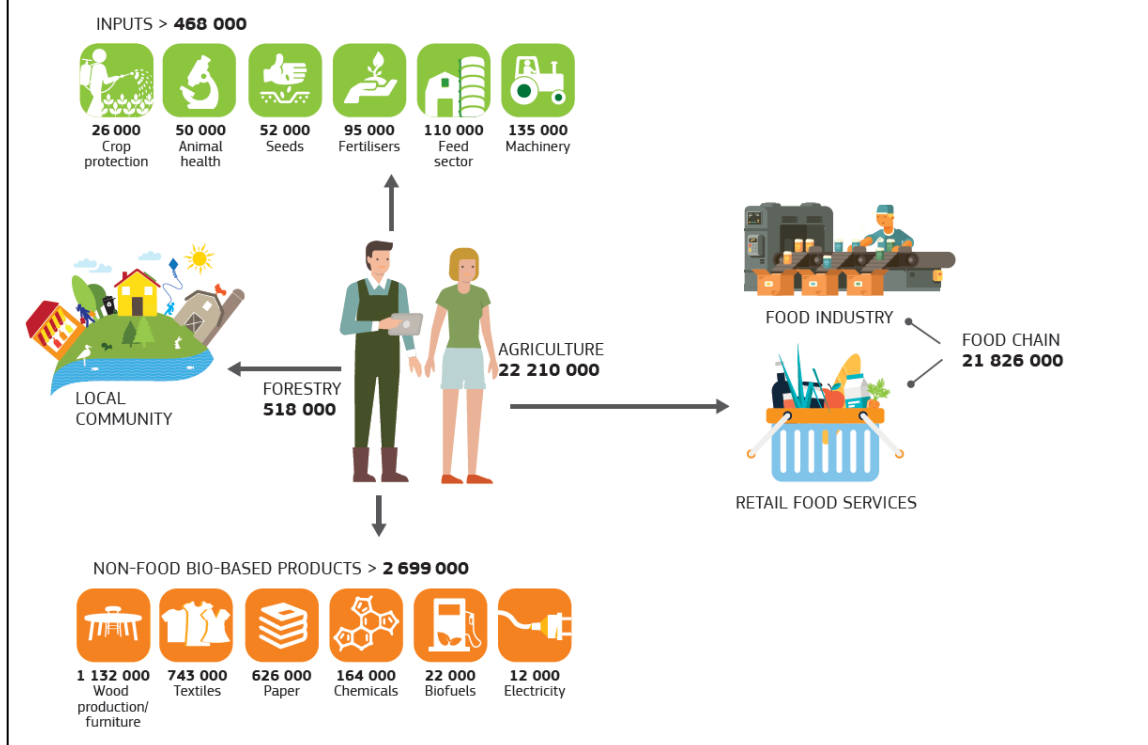 INPUTS > 468 000
26 000
Crop
protection
50 000
Animal
health
52 000
Seeds
95 000
Fertilisers
110 000
Feed
sector
135 000
Machinery
LOCAL
COMMUNITY
FORESTRY
518 000
AGRICULTURE
22 210 000
FOOD INDUSTRY
FOOD CHAIN
21 826 000
RETAIL FOOD SERVICES
NON-FOOD BIO-BASED PRODUCTS > 2 699 000
1 132 000
Wood
production/
furniture
743 000
Textiles
626 000
Paper
164 000
Chemicals
22 000
Biofuels
12 000
Electricity